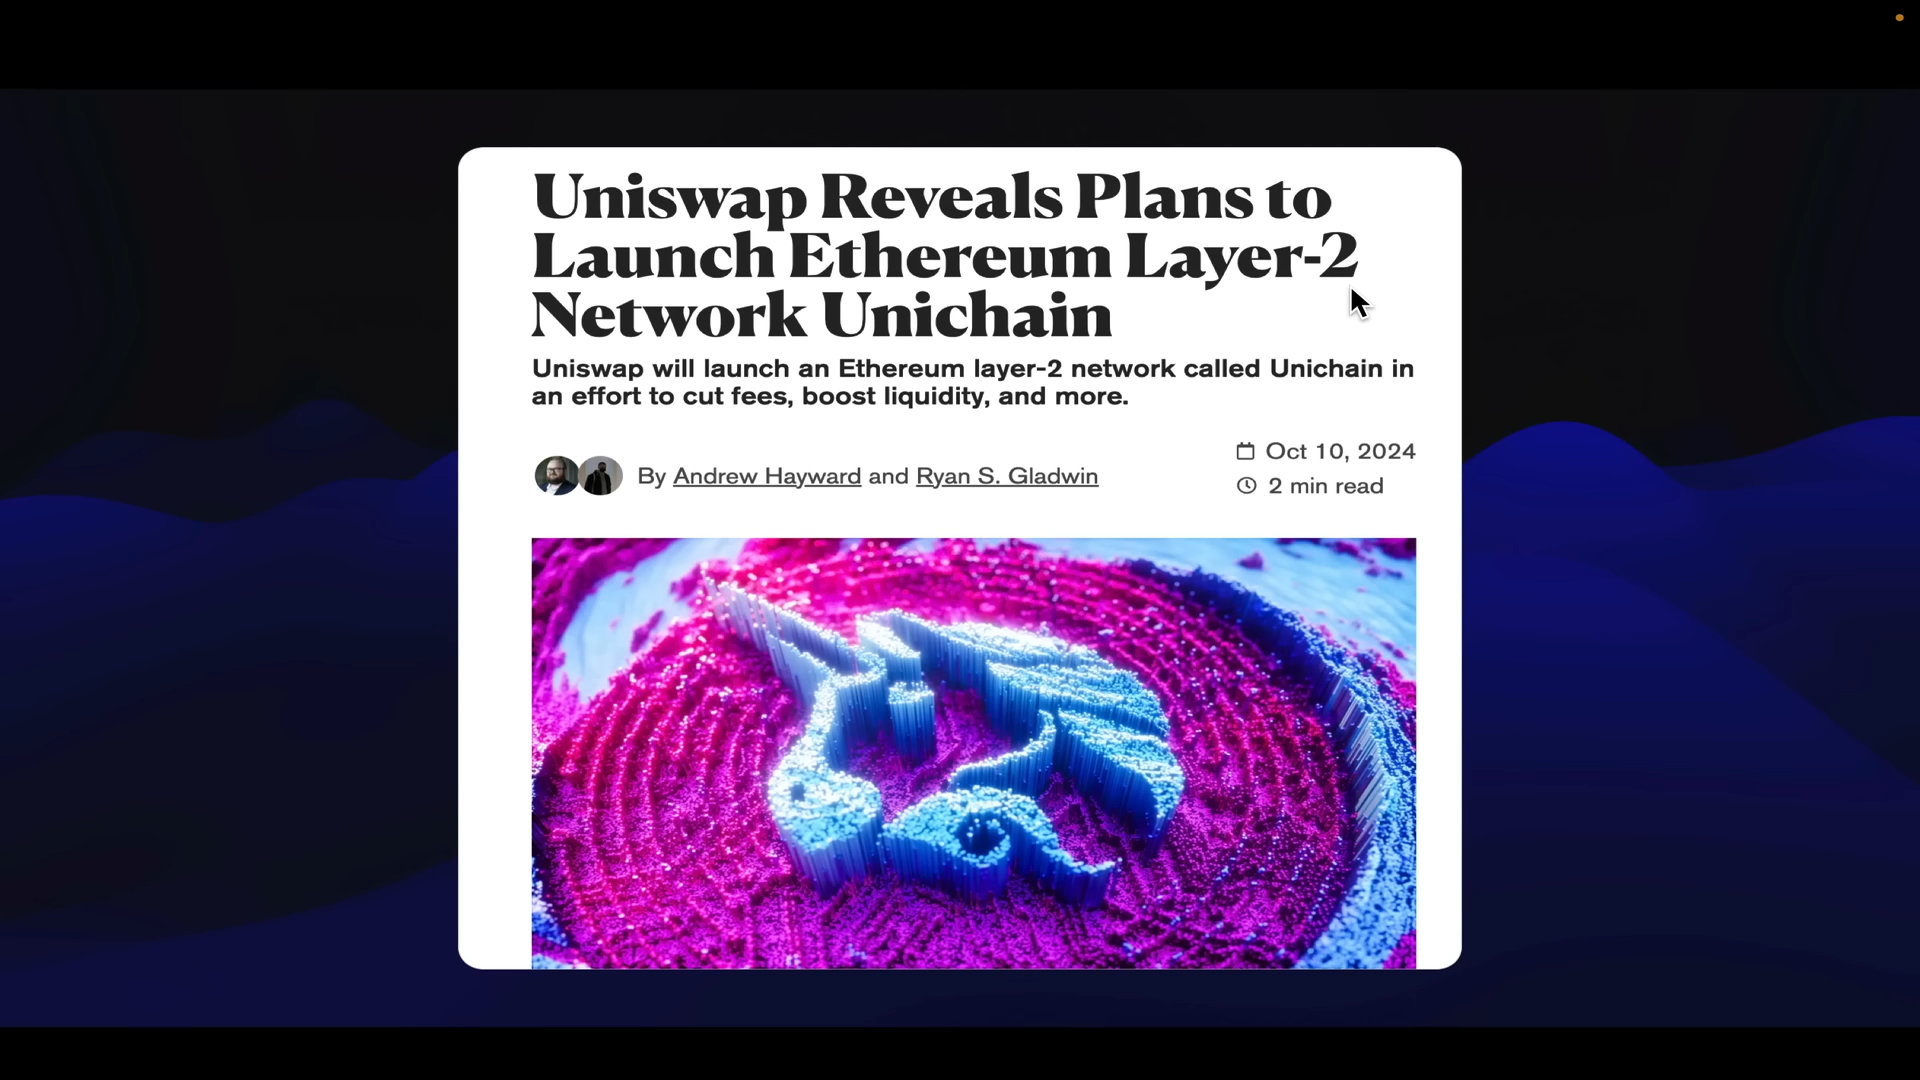 Uniswap Reveals Plans to
Launch Ethereum Layer-2
Network Unichain
Uniswap will launch an Ethereum layer-2 network called Unichain in
an effort to cut fees, boost liquidity, and more.
By Andrew Hayward and Ryan S. Gladwin
Oct 10, 2024
2 min read